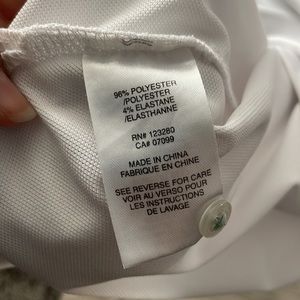 96% POLYESTER
/POLYESTER
4% ELASTANE
/ELASTHANNE
RN# 123280
CA# 07099
MADE IN CHINA
FABRIQUE EN CHINE
SEE REVERSE FOR CARE
VOIR AU VERSO POUR
LES INSTRUCTIONS
DE LAVAGE